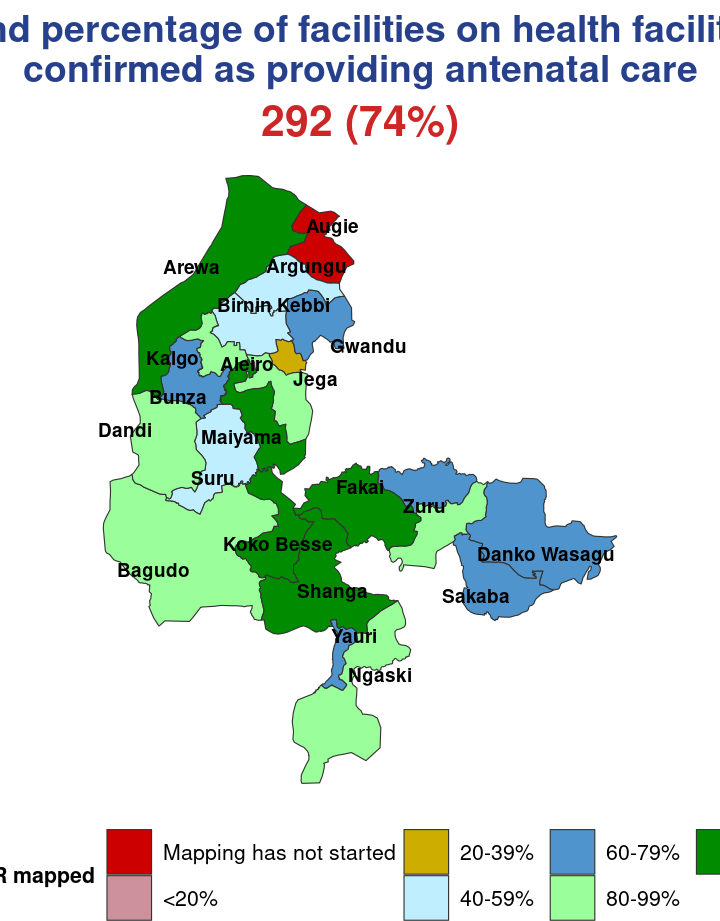 nd percentage of facilities on health facilit
confirmed as providing antenatal care
292 (74%)
Augie
Arewa
Argungu
Birnin Kebbi
Gwandu
Kalgo
Aleiro
Jega
Bunza
Dandi
Maiyama
Suru
Fakai
Zuru
Koko Besse
Danko Wasagu
Bagudo
Shanga
Sakaba
Yauri
Ngaski
R mapped
Mapping has not started
<20%
20-39%
40-59%
60-79%
80-99%